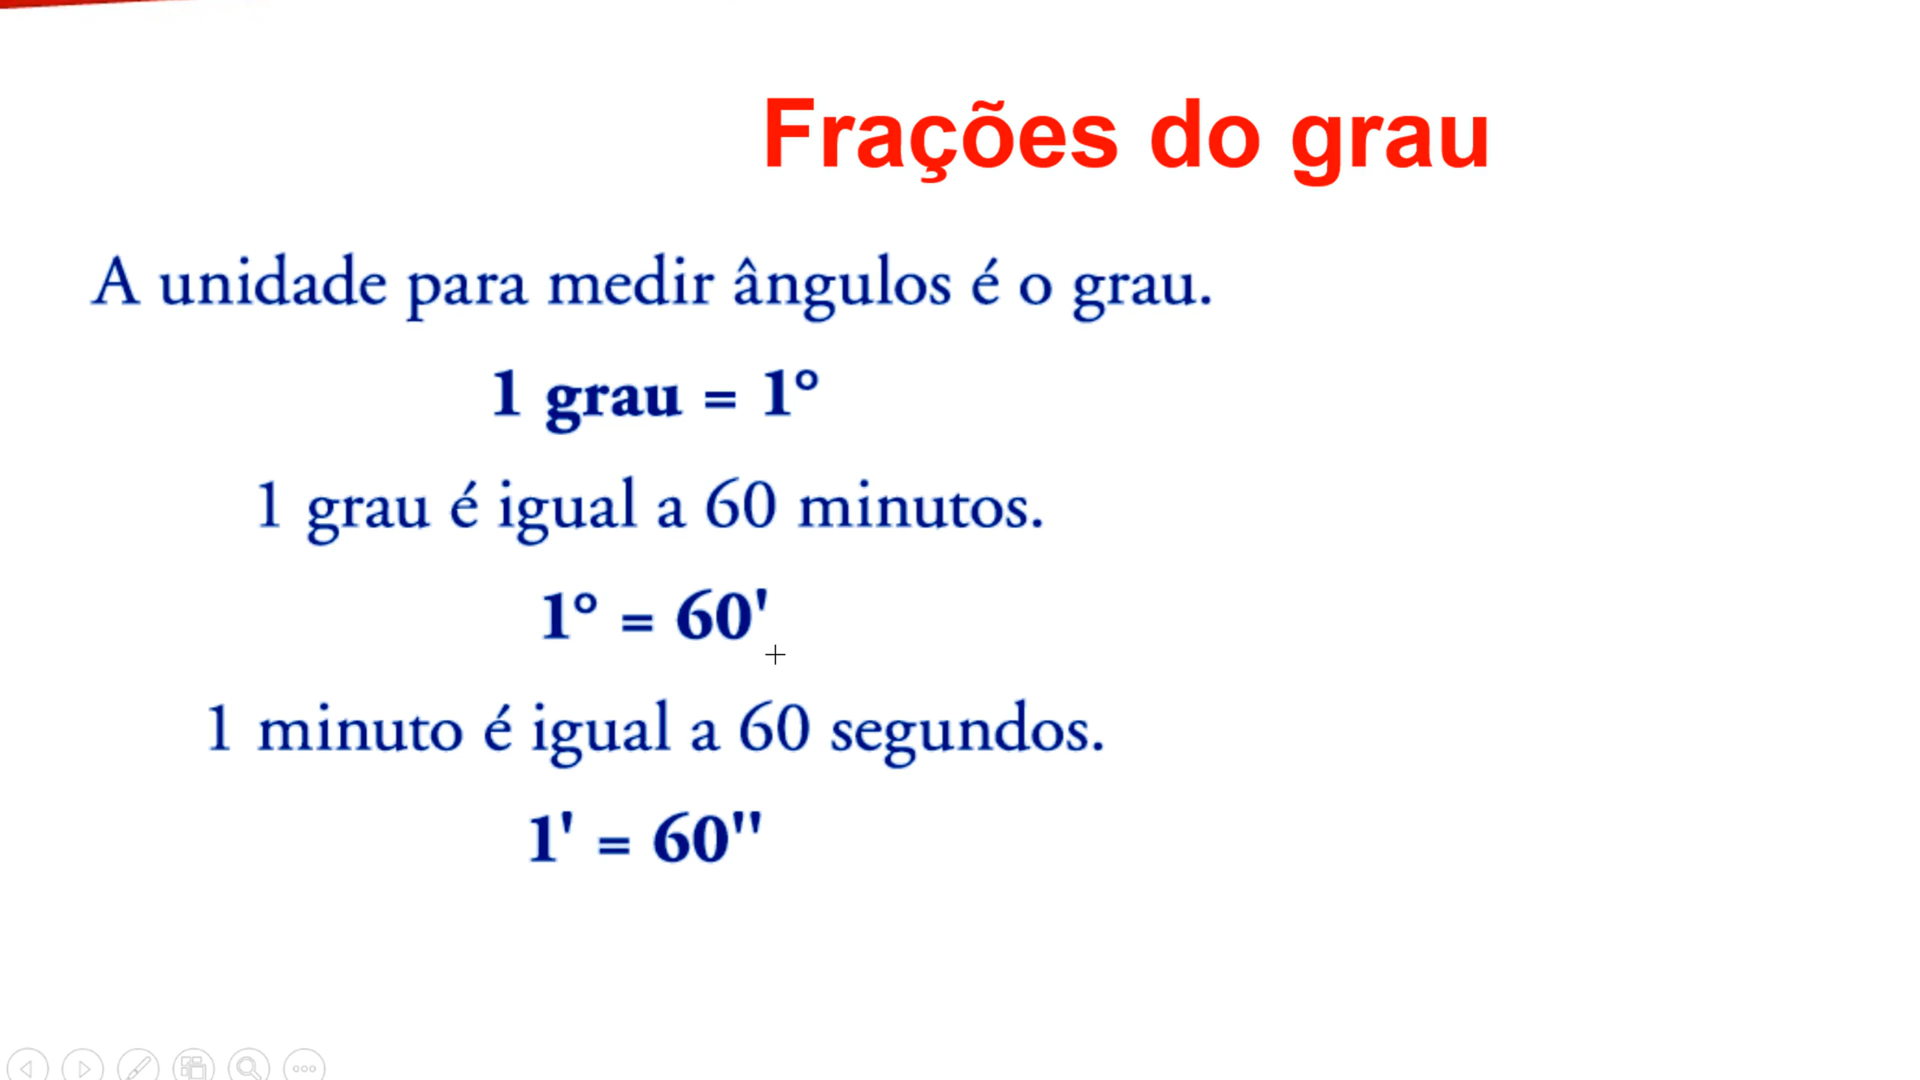 Frações do grau
A unidade para medir ângulos é o grau.
1 grau = 1°
1 grau é igual a 60 minutos.
1° = 60'
1 minuto é igual a 60 segundos.
1' = 60''